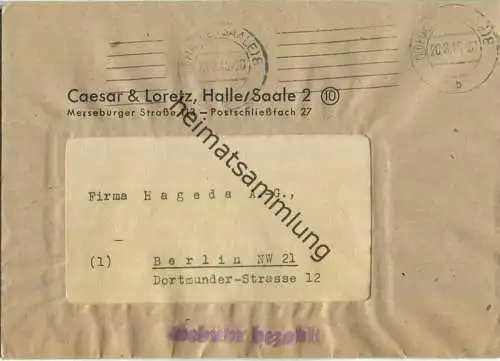 Caesar & Loretz, Halle/Saale 2 (10)
Merseburger Straße – Postschließfach 27
heimatsammlung
Firma Hageda A.G.,
(1) Berlin NW 21
Dortmunder-Strasse 12
bezahlt